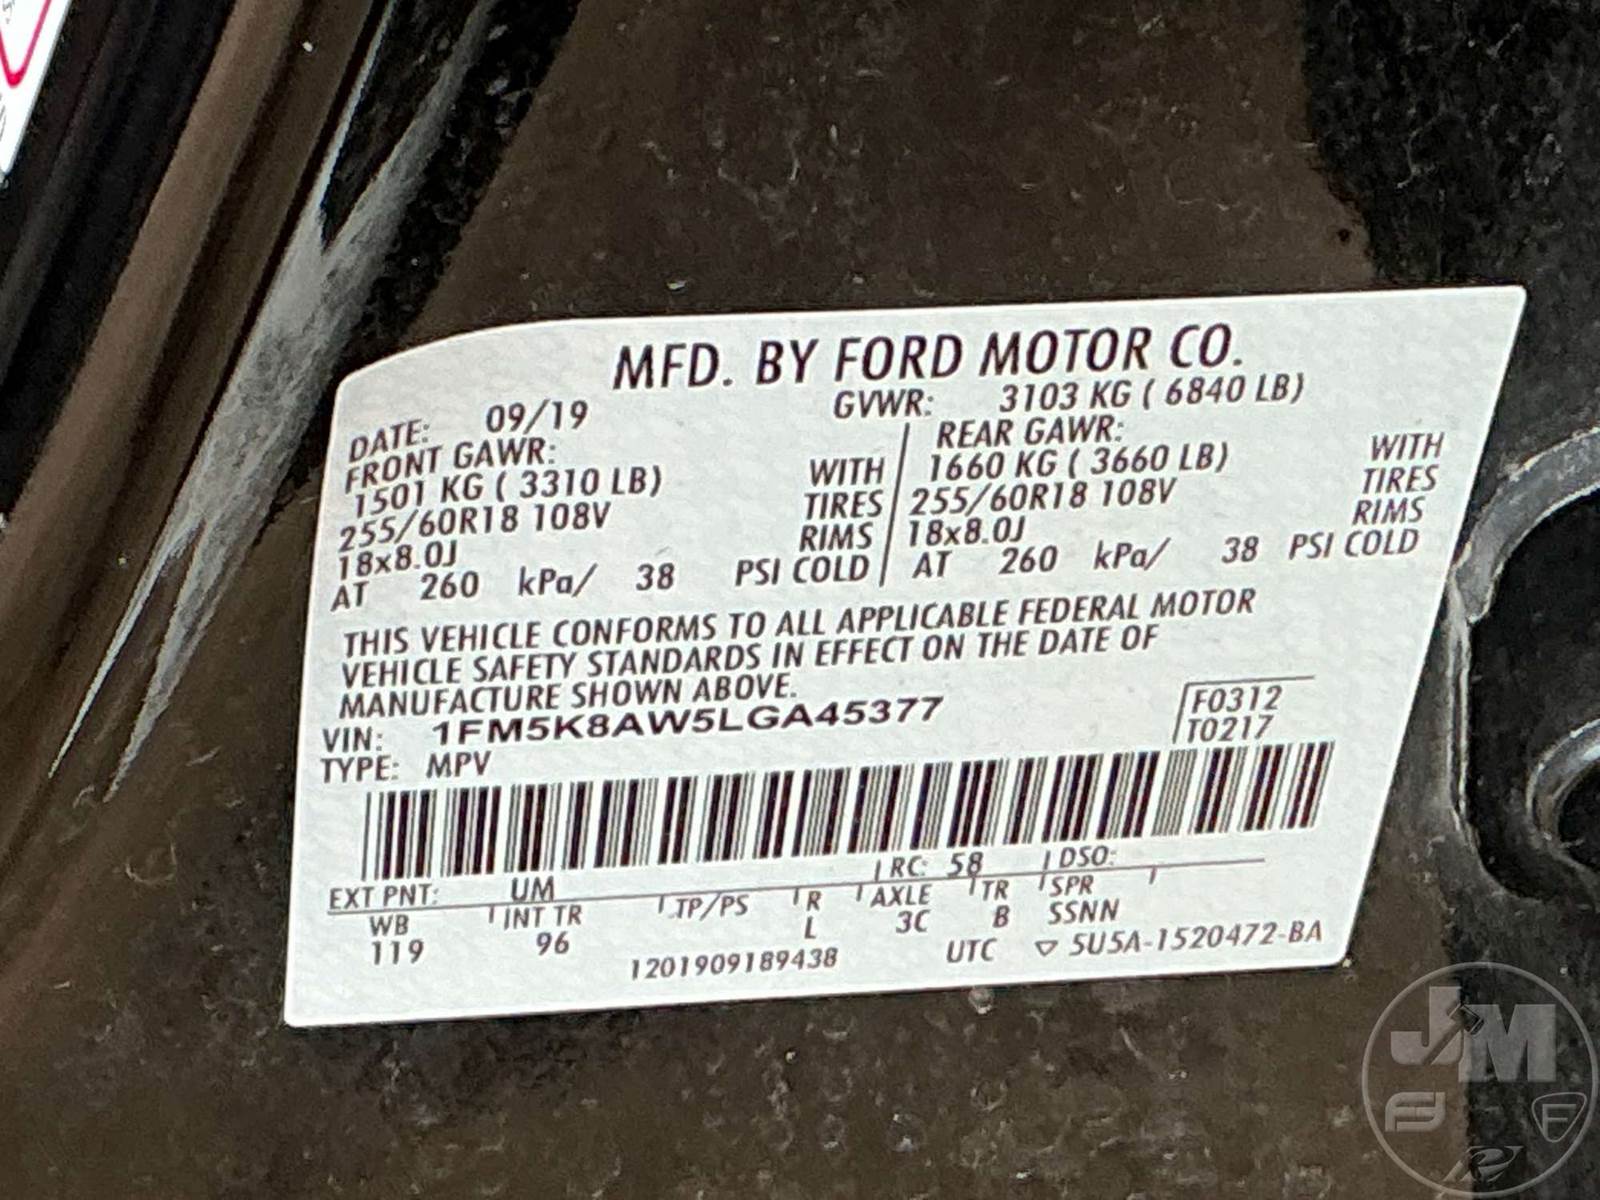 MFD. BY FORD MOTOR CO.
DATE: 09/19 GVWR: 3103 KG ( 6840 LB)
FRONT GAWR: REAR GAWR:
1501 KG ( 3310 LB) WITH 1660 KG ( 3660 LB) WITH
255/60R18 108V TIRES 255/60R18 108V TIRES
18x8.0J RIMS 18x8.0J RIMS
AT 260 kPa/ 38 PSI COLD AT 260 kPa/ 38 PSI COLD
THIS VEHICLE CONFORMS TO ALL APPLICABLE FEDERAL MOTOR
VEHICLE SAFETY STANDARDS IN EFFECT ON THE DATE OF
MANUFACTURE SHOWN ABOVE.
VIN: 1FM5K8AW5LGA45377 F0312
TYPE: MPV T0217
EXT PNT: UM RC: 58 DSO:
WB INT TR TP/PS R AXLE TR SPR
119 96 L 3C B SSNN
1201909189438 UTC ▽ 5U5A-1520472-BA
JM